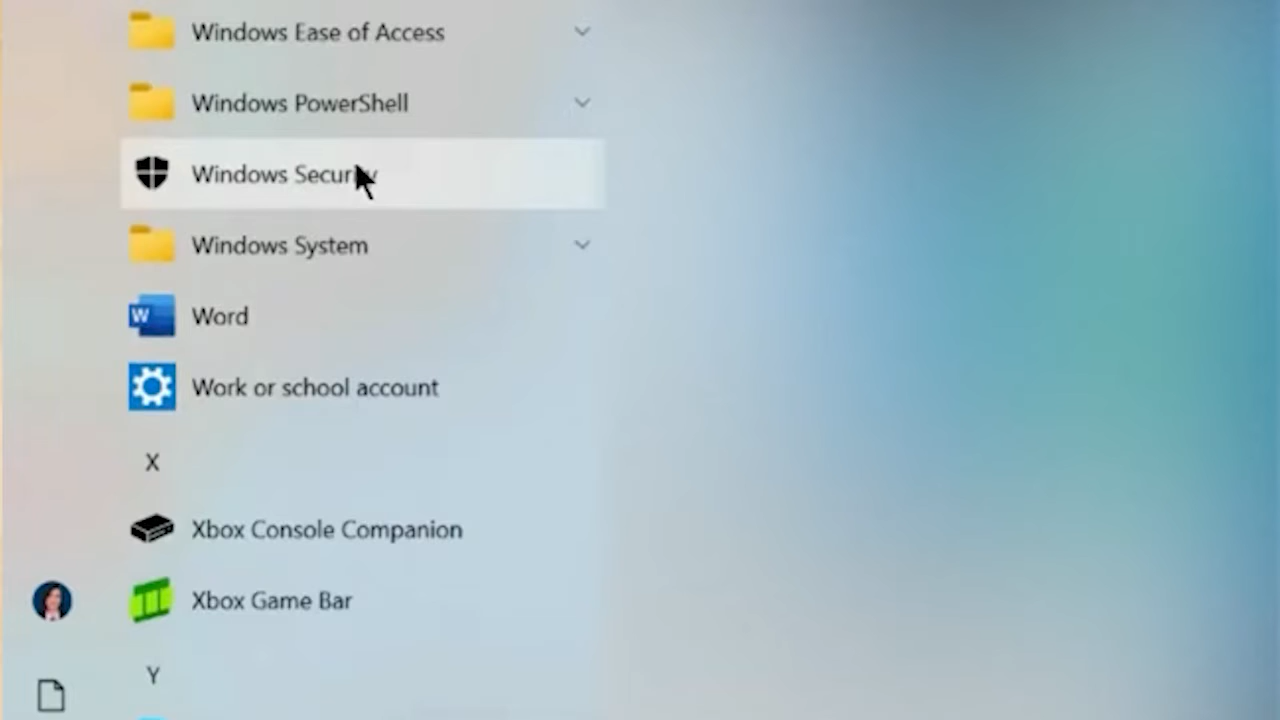 Windows Ease of Access
Windows PowerShell
Windows Security
Windows System
W Word
Work or school account
X
Xbox Console Companion
Xbox Game Bar
Y